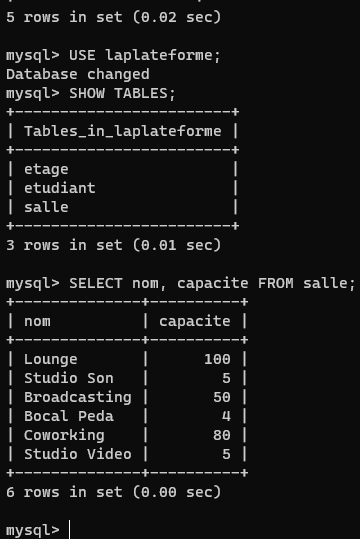 5 rows in set (0.02 sec)
mysql> USE laplateforme;
Database changed
mysql> SHOW TABLES;
+------------------------+
| Tables_in_laplateforme |
+------------------------+
| etage                  |
| etudiant               |
| salle                  |
+------------------------+
3 rows in set (0.01 sec)
mysql> SELECT nom, capacite FROM salle;
+--------------+----------+
| nom          | capacite |
+--------------+----------+
| Lounge       |      100 |
| Studio Son   |        5 |
| Broadcasting |       50 |
| Bocal Peda   |        4 |
| Coworking    |       80 |
| Studio Video |        5 |
+--------------+----------+
6 rows in set (0.00 sec)
mysql>